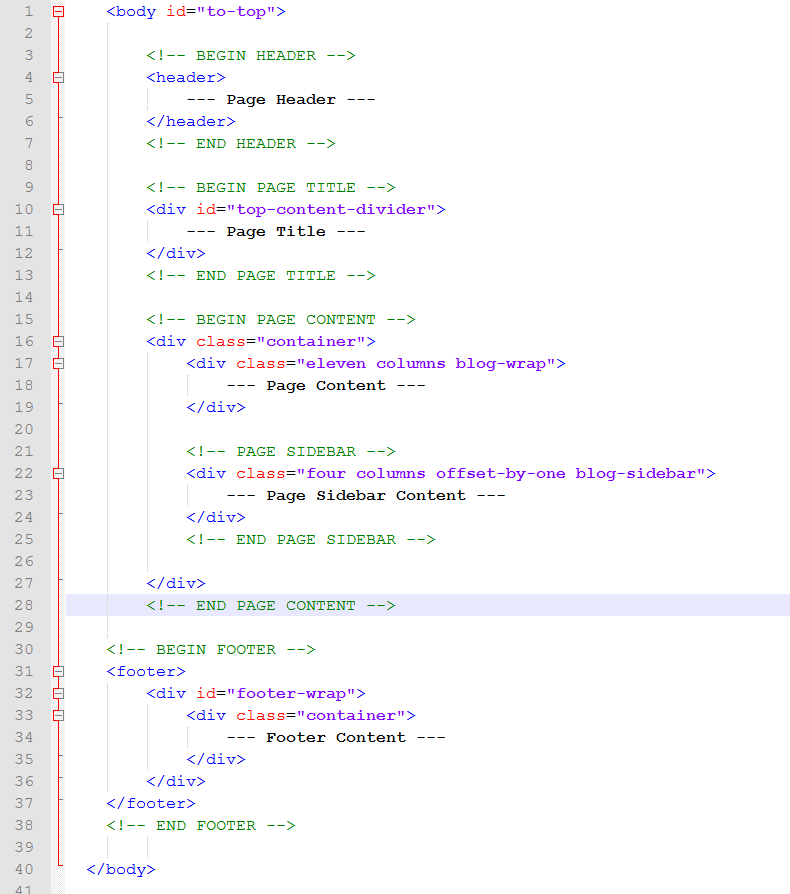 1 <body id="to-top">
2
3 <!-- BEGIN HEADER -->
4 <header>
5 --- Page Header ---
6 </header>
7 <!-- END HEADER -->
8
9 <!-- BEGIN PAGE TITLE -->
10 <div id="top-content-divider">
11 --- Page Title ---
12 </div>
13 <!-- END PAGE TITLE -->
14
15 <!-- BEGIN PAGE CONTENT -->
16 <div class="container">
17 <div class="eleven columns blog-wrap">
18 --- Page Content ---
19 </div>
20
21 <!-- PAGE SIDEBAR -->
22 <div class="four columns offset-by-one blog-sidebar">
23 --- Page Sidebar Content ---
24 </div>
25 <!-- END PAGE SIDEBAR -->
26
27 </div>
28 <!-- END PAGE CONTENT -->
29
30 <!-- BEGIN FOOTER -->
31 <footer>
32 <div id="footer-wrap">
33 <div class="container">
34 --- Footer Content ---
35 </div>
36 </div>
37 </footer>
38 <!-- END FOOTER -->
39
40 </body>
41